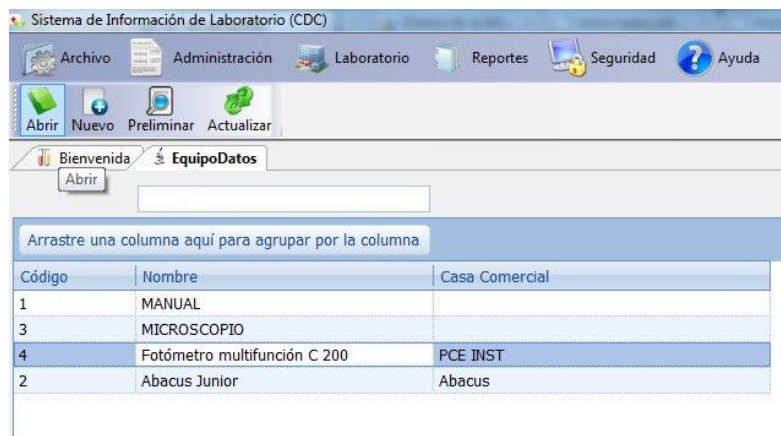 Sistema de Información de Laboratorio (CDC)
Archivo Administración Laboratorio Reportes Seguridad Ayuda
Abrir Nuevo Preliminar Actualizar
Bienvenida EquipoDatos
Abrir
Arrastre una columna aquí para agrupar por la columna
Código Nombre Casa Comercial
1 MANUAL
3 MICROSCOPIO
4 Fotómetro multifunción C 200 PCE INST
2 Abacus Junior Abacus